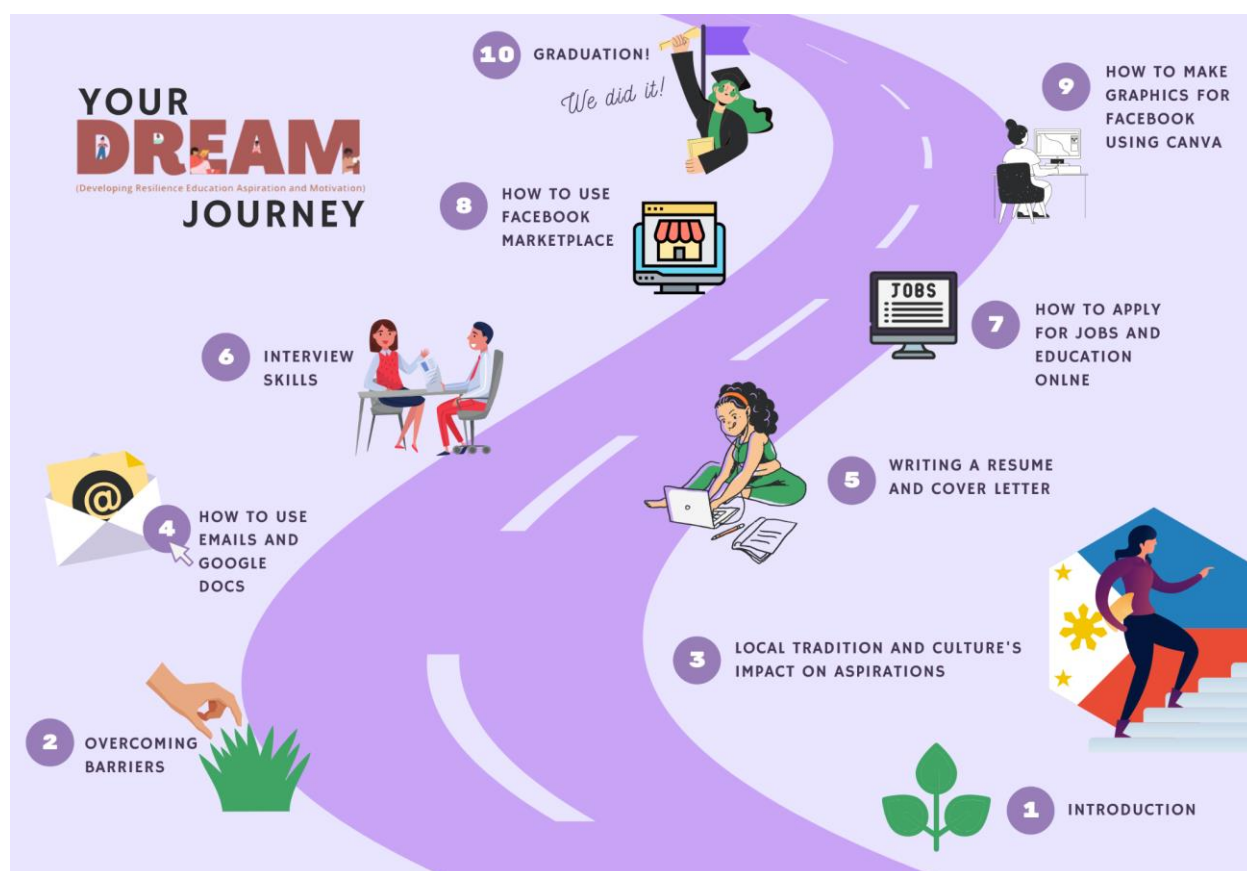 YOUR
DREAM
(Developing Resilience Education Aspiration and Motivation)
JOURNEY
10
GRADUATION!
We did it!
9
HOW TO MAKE
GRAPHICS FOR
FACEBOOK
USING CANVA
8
HOW TO USE
FACEBOOK
MARKETPLACE
JOBS
7
HOW TO APPLY
FOR JOBS AND
EDUCATION
ONLNE
6
INTERVIEW
SKILLS
5
WRITING A RESUME
AND COVER LETTER
@
4
HOW TO USE
EMAILS AND
GOOGLE
DOCS
3
LOCAL TRADITION AND CULTURE'S
IMPACT ON ASPIRATIONS
2
OVERCOMING
BARRIERS
1
INTRODUCTION